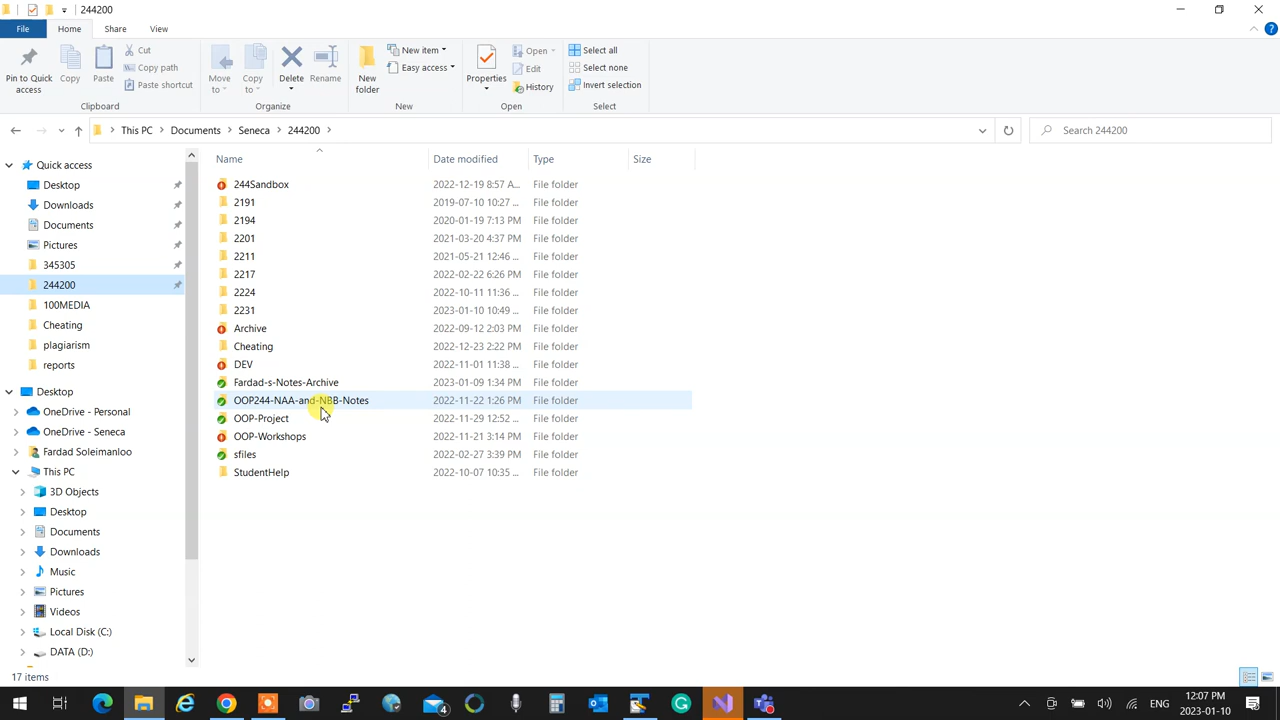 244200
File Home Share View
Pin to Quick access
Copy
Paste
Cut
Copy path
Paste shortcut
Clipboard
Move to
Copy to
Delete
Rename
Organize
New folder
New item
Easy access
New
Properties
Open
Edit
History
Open
Select all
Select none
Invert selection
Select
This PC > Documents > Seneca > 244200 >
Search 244200
Quick access
Desktop
Downloads
Documents
Pictures
345305
244200
100MEDIA
Cheating
plagiarism
reports
Desktop
OneDrive - Personal
OneDrive - Seneca
Fardad Soleimanloo
This PC
3D Objects
Desktop
Documents
Downloads
Music
Pictures
Videos
Local Disk (C:)
DATA (D:)
Name Date modified Type Size
244Sandbox 2022-12-19 8:57 A... File folder
2191 2019-07-10 10:27 ... File folder
2194 2020-01-19 7:13 PM File folder
2201 2021-03-20 4:37 PM File folder
2211 2021-05-21 12:46 ... File folder
2217 2022-02-22 6:26 PM File folder
2224 2022-10-11 11:36 ... File folder
2231 2023-01-10 10:49 ... File folder
Archive 2022-09-12 2:03 PM File folder
Cheating 2022-12-23 2:22 PM File folder
DEV 2022-11-01 11:38 ... File folder
Fardad-s-Notes-Archive 2023-01-09 1:34 PM File folder
OOP244-NAA-and-NBB-Notes 2022-11-22 1:26 PM File folder
OOP-Project 2022-11-29 12:52 ... File folder
OOP-Workshops 2022-11-21 3:14 PM File folder
sfiles 2022-02-27 3:39 PM File folder
StudentHelp 2022-10-07 10:35 ... File folder
17 items
4
ENG
12:07 PM
2023-01-10